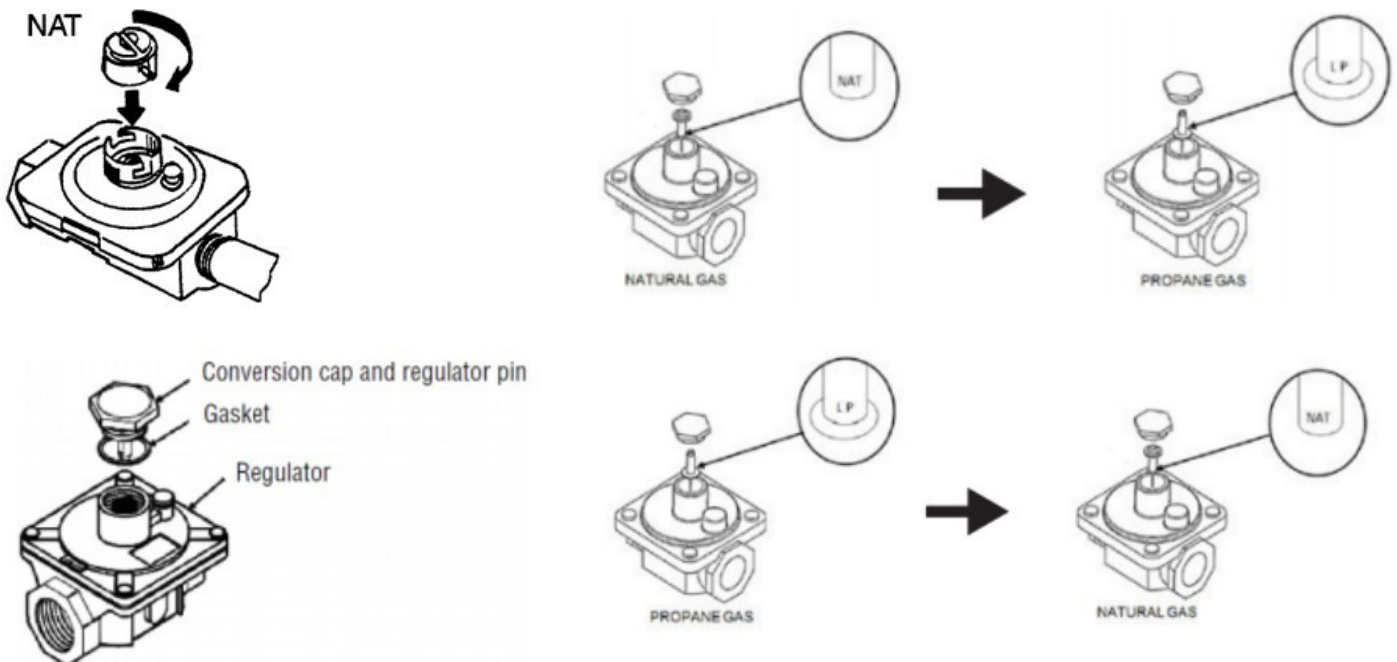 NAT
NAT
L P
NATURAL GAS
PROPANE GAS
Conversion cap and regulator pin
Gasket
Regulator
L P
NAT
PROPANE GAS
NATURAL GAS